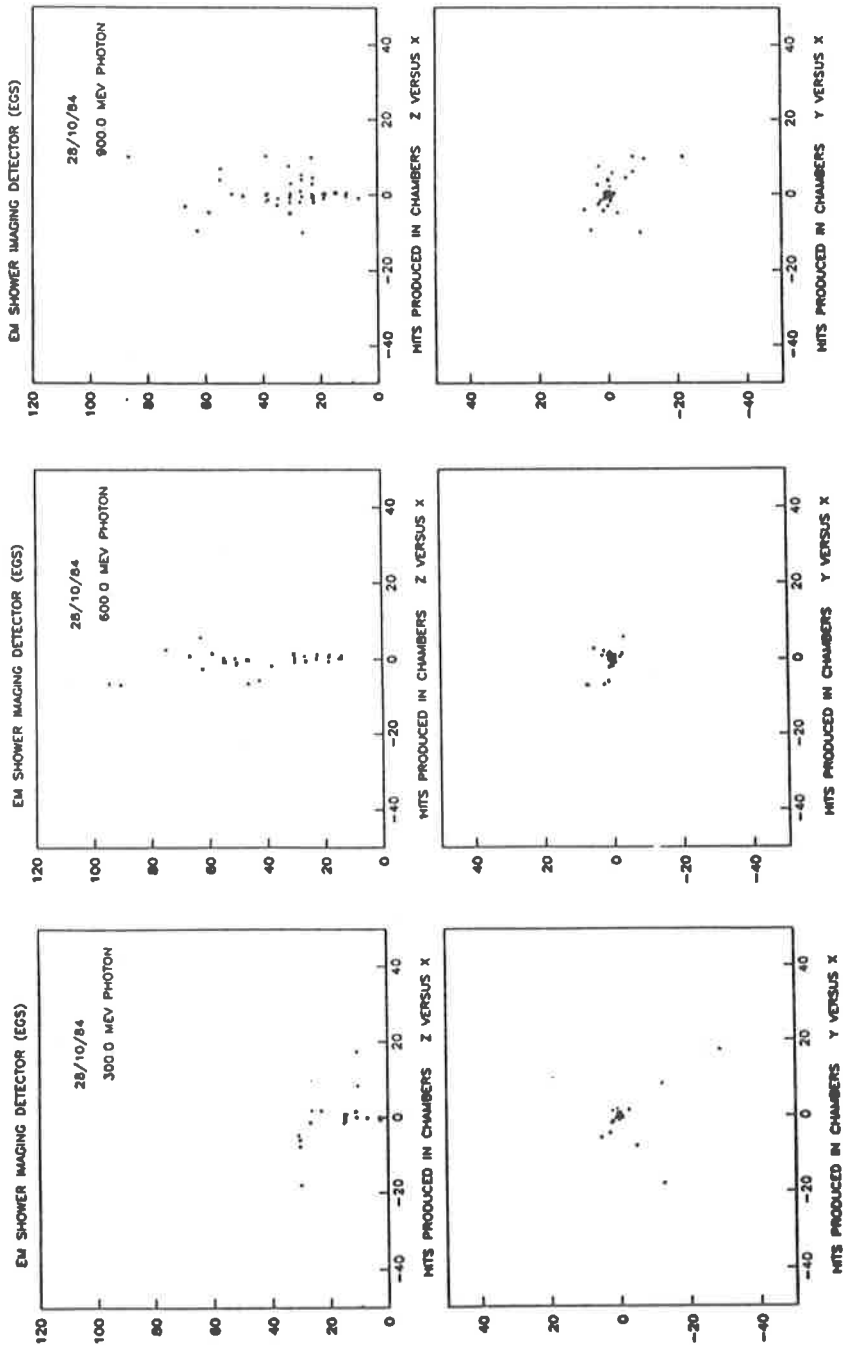 EM SHOWER IMAGING DETECTOR (EGS)
28/10/84
300.0 MEV PHOTON
120
100
80
60
40
20
0
-40 -20 0 20 40
HITS PRODUCED IN CHAMBERS Z VERSUS X
40
20
0
-20
-40
-40 -20 0 20 40
HITS PRODUCED IN CHAMBERS Y VERSUS X
EM SHOWER IMAGING DETECTOR (EGS)
28/10/84
600.0 MEV PHOTON
120
100
80
60
40
20
0
-40 -20 0 20 40
HITS PRODUCED IN CHAMBERS Z VERSUS X
40
20
0
-20
-40
-40 -20 0 20 40
HITS PRODUCED IN CHAMBERS Y VERSUS X
EM SHOWER IMAGING DETECTOR (EGS)
28/10/84
900.0 MEV PHOTON
120
100
80
60
40
20
0
-40 -20 0 20 40
HITS PRODUCED IN CHAMBERS Z VERSUS X
40
20
0
-20
-40
-40 -20 0 20 40
HITS PRODUCED IN CHAMBERS Y VERSUS X